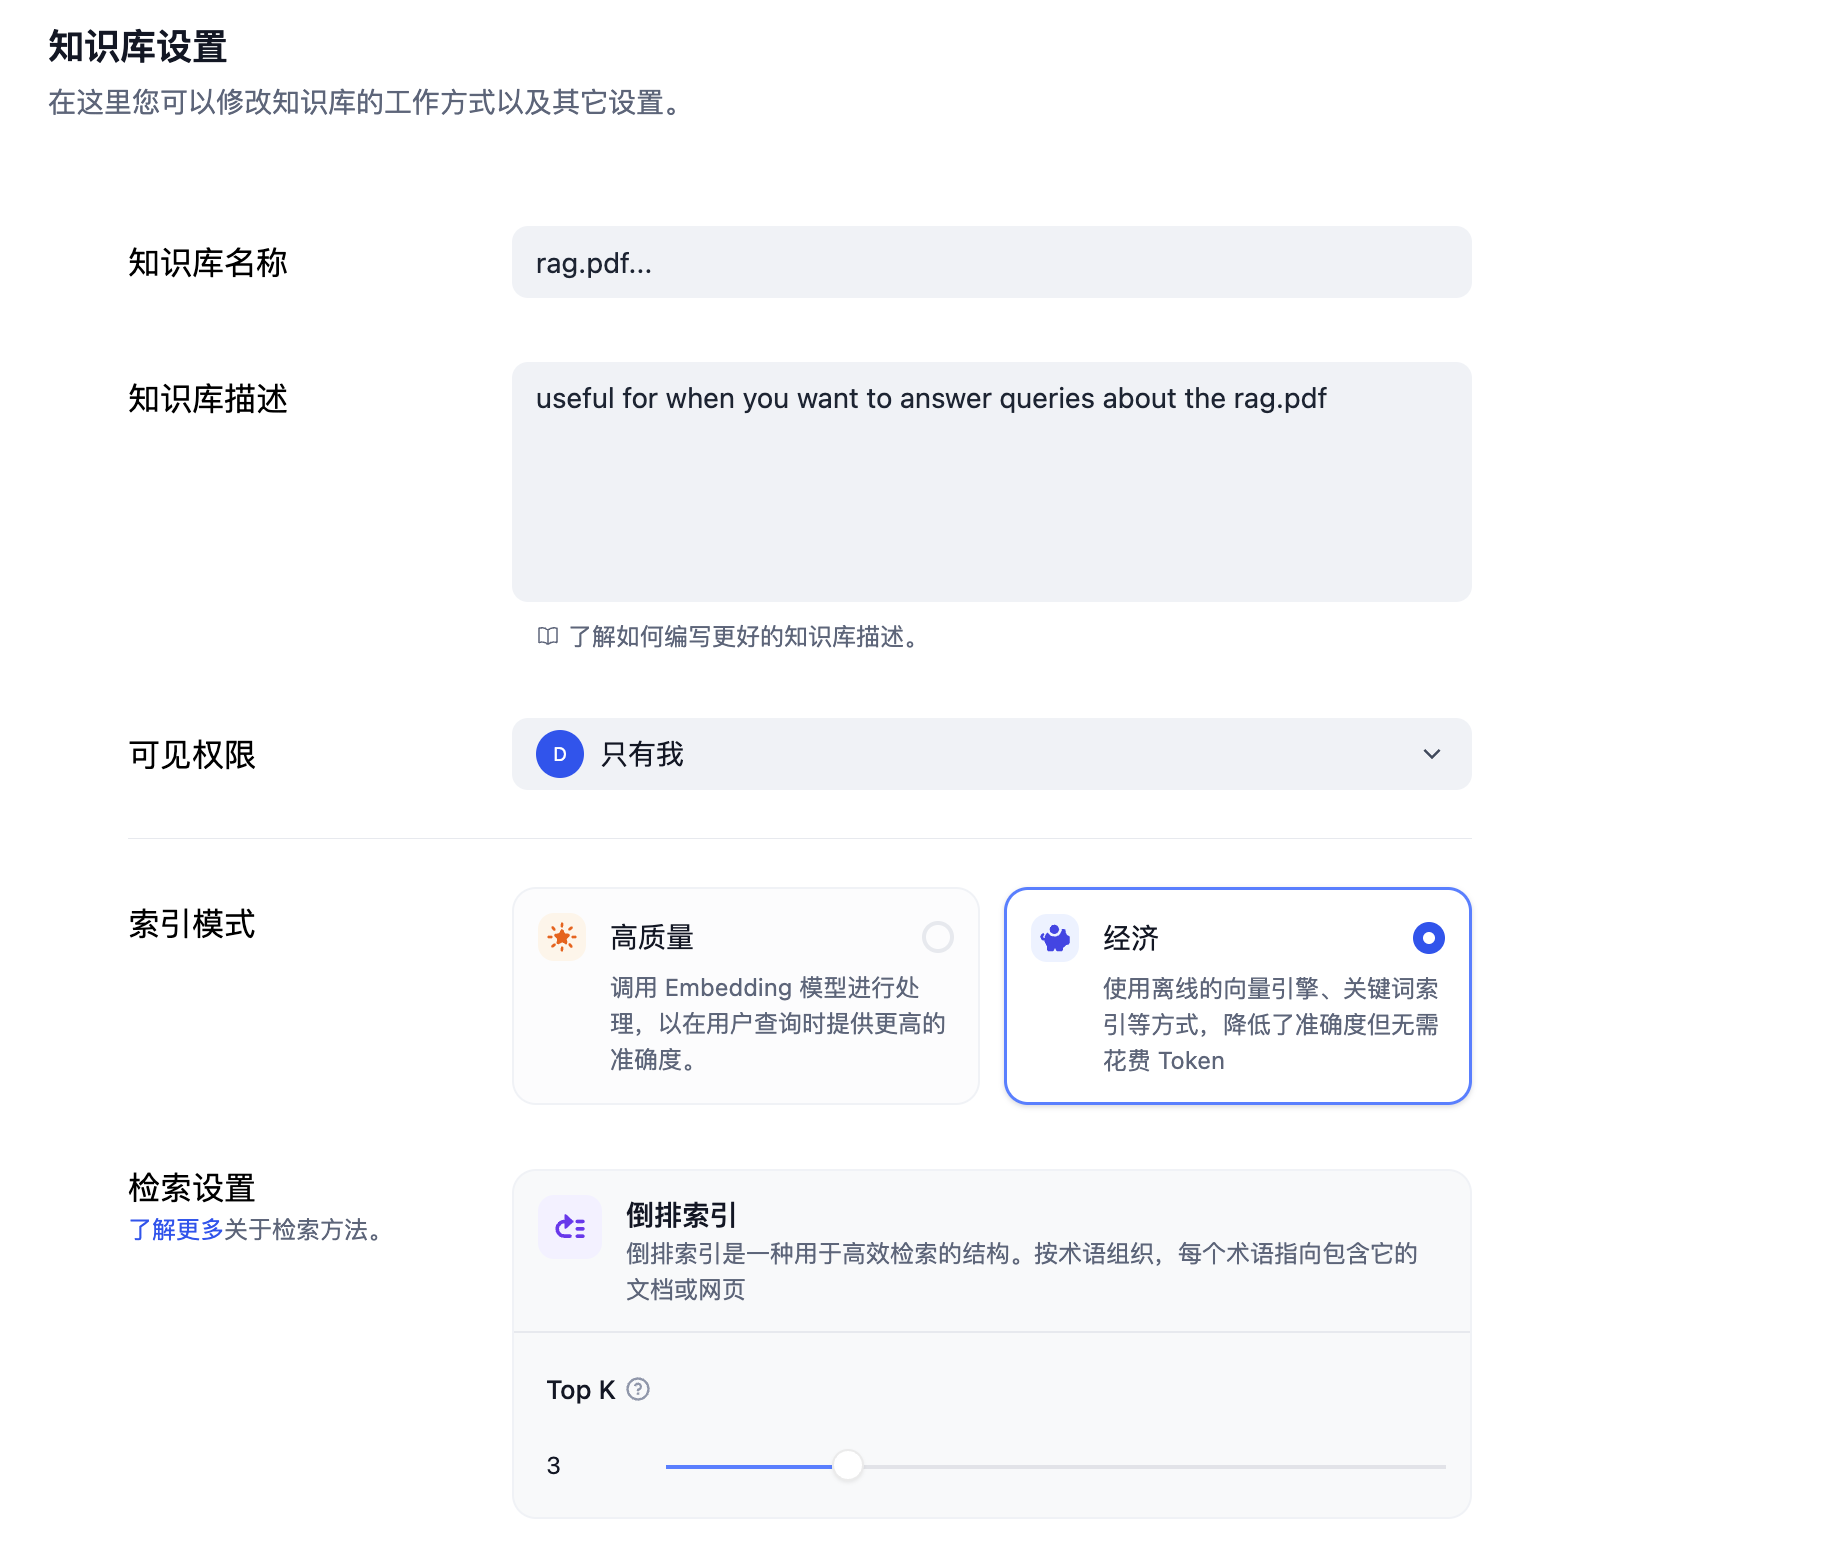 知识库设置
在这里您可以修改知识库的工作方式以及其它设置。
知识库名称
rag.pdf...
知识库描述
useful for when you want to answer queries about the rag.pdf
了解如何编写更好的知识库描述。
可见权限
D 只有我
索引模式
高质量
调用 Embedding 模型进行处
理，以在用户查询时提供更高的
准确度。
经济
使用离线的向量引擎、关键词索
引等方式，降低了准确度但无需
花费 Token
检索设置
了解更多关于检索方法。
倒排索引
倒排索引是一种用于高效检索的结构。按术语组织，每个术语指向包含它的
文档或网页
Top K
3